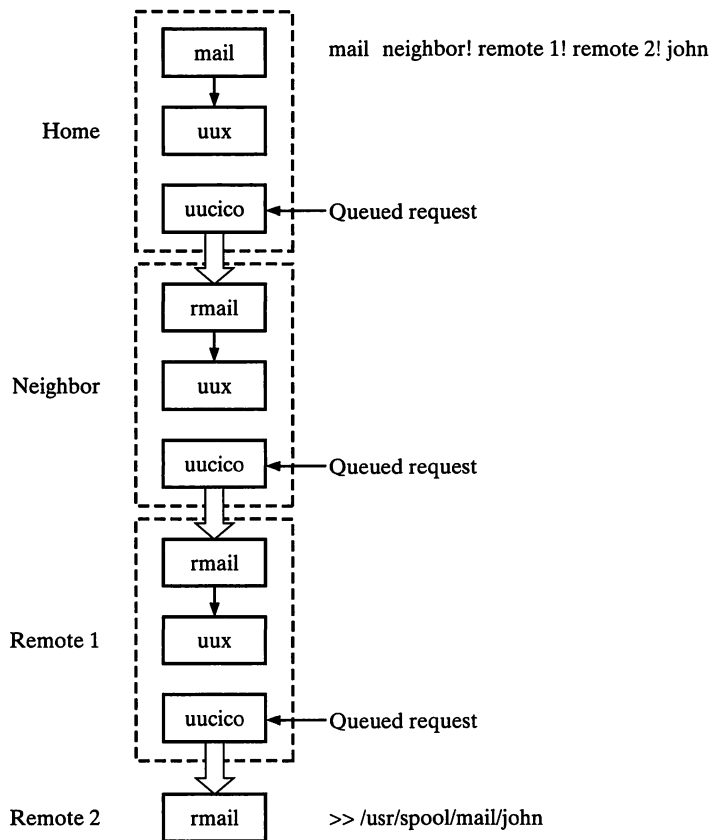 mail
mail neighbor! remote 1! remote 2! john
Home
uux
uucico
Queued request
rmail
Neighbor
uux
uucico
Queued request
rmail
Remote 1
uux
uucico
Queued request
Remote 2
rmail
>> /usr/spool/mail/john